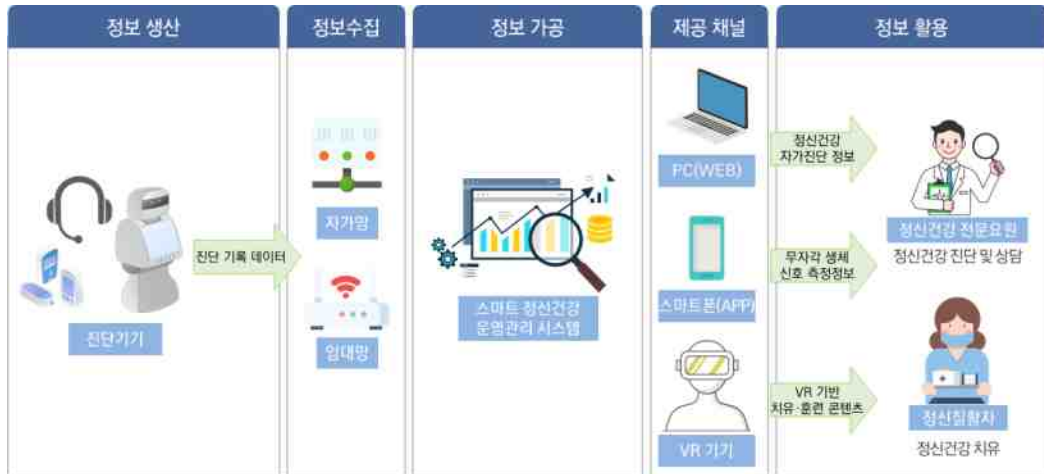 정보 생산
정보수집
정보 가공
제공 채널
정보 활용
진단기기
진단 기록 데이터
자가망
임대망
스마트 정신건강
운영관리 시스템
PC(WEB)
스마트폰(APP)
VR 기기
정신건강
자가진단 정보
무자각 생체
신호 측정정보
VR 기반
치유·훈련 콘텐츠
정신건강 전문요원
정신건강 진단 및 상담
정신질환자
정신건강 치유